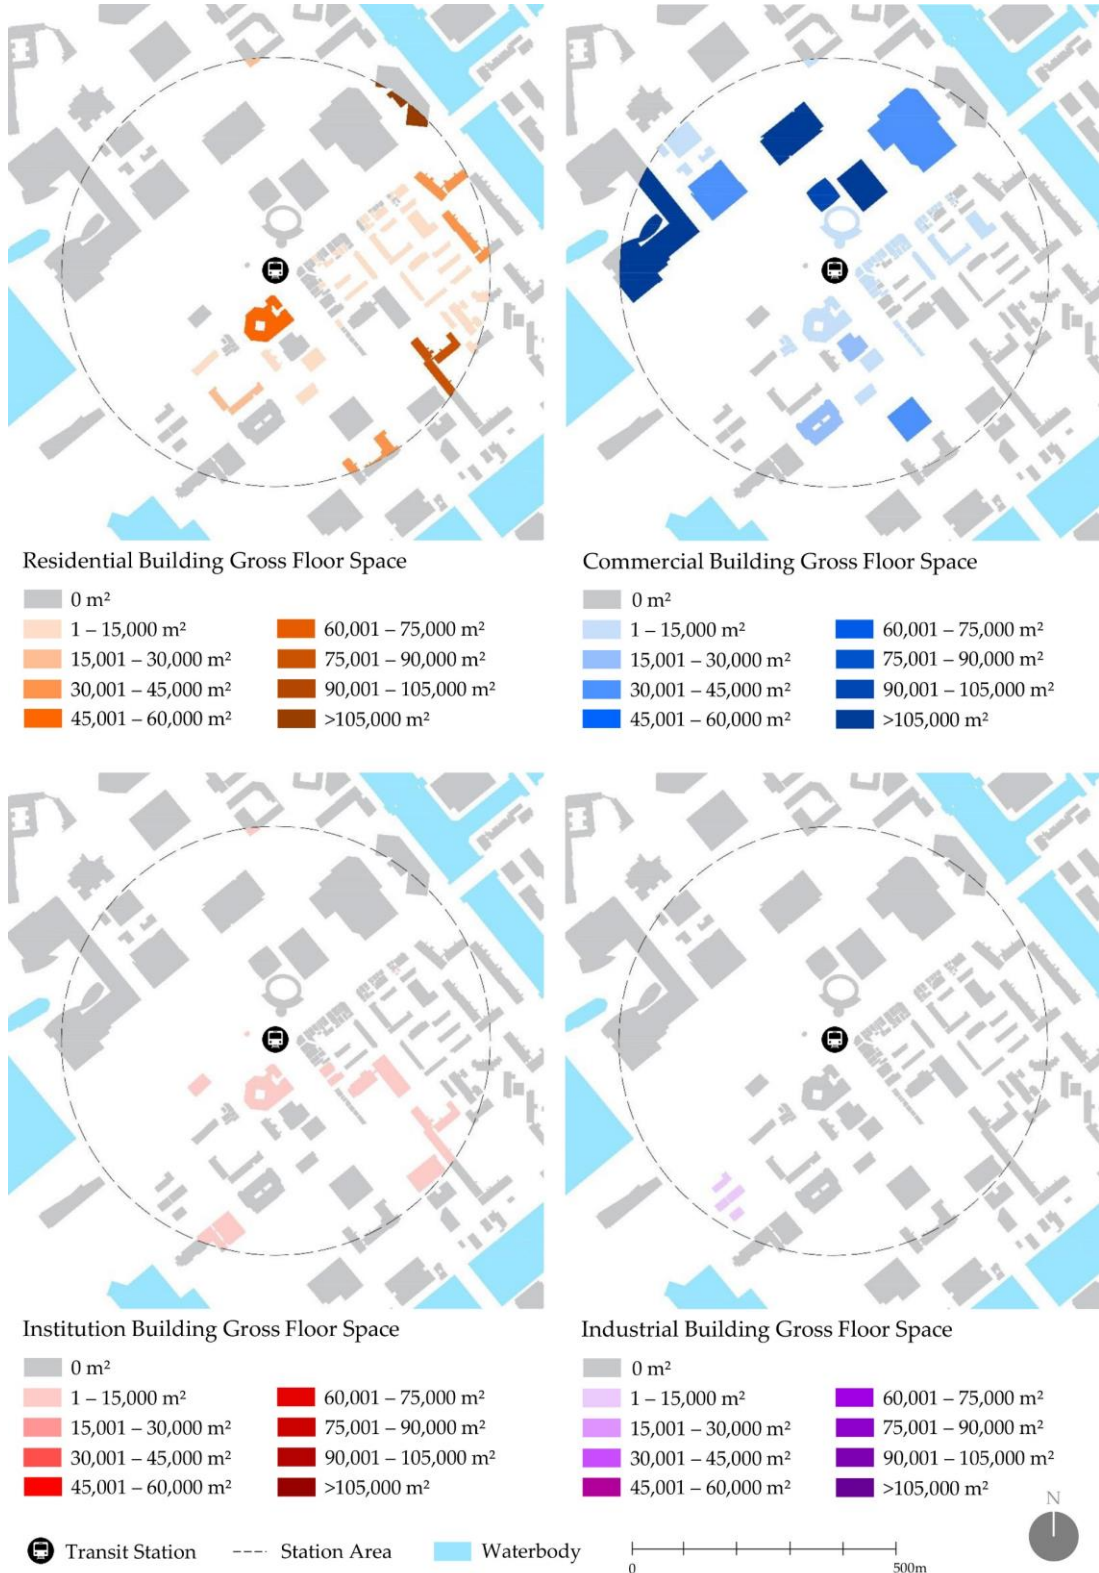 Residential Building Gross Floor Space
0 m²
1 – 15,000 m²
15,001 – 30,000 m²
30,001 – 45,000 m²
45,001 – 60,000 m²
60,001 – 75,000 m²
75,001 – 90,000 m²
90,001 – 105,000 m²
>105,000 m²
Commercial Building Gross Floor Space
0 m²
1 – 15,000 m²
15,001 – 30,000 m²
30,001 – 45,000 m²
45,001 – 60,000 m²
60,001 – 75,000 m²
75,001 – 90,000 m²
90,001 – 105,000 m²
>105,000 m²
Institution Building Gross Floor Space
0 m²
1 – 15,000 m²
15,001 – 30,000 m²
30,001 – 45,000 m²
45,001 – 60,000 m²
60,001 – 75,000 m²
75,001 – 90,000 m²
90,001 – 105,000 m²
>105,000 m²
Industrial Building Gross Floor Space
0 m²
1 – 15,000 m²
15,001 – 30,000 m²
30,001 – 45,000 m²
45,001 – 60,000 m²
60,001 – 75,000 m²
75,001 – 90,000 m²
90,001 – 105,000 m²
>105,000 m²
N
Transit Station
Station Area
Waterbody
0
500m